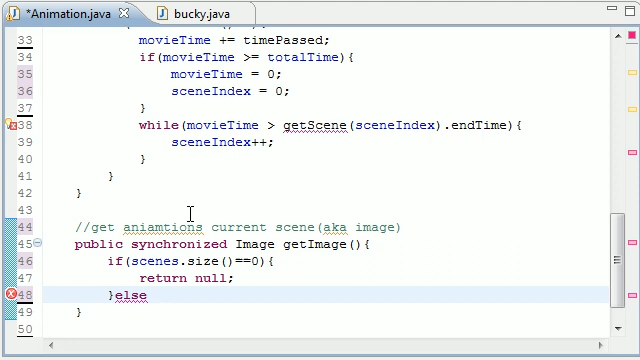 *Animation.java bucky.java
33 movieTime += timePassed;
34 if(movieTime >= totalTime){
35 movieTime = 0;
36 sceneIndex = 0;
37 }
38 while(movieTime > getScene(sceneIndex).endTime){
39 sceneIndex++;
40 }
41 }
42 }
43
44 //get aniamtions current scene(aka image)
45 public synchronized Image getImage(){
46 if(scenes.size()==0){
47 return null;
48 }else
49 }
50